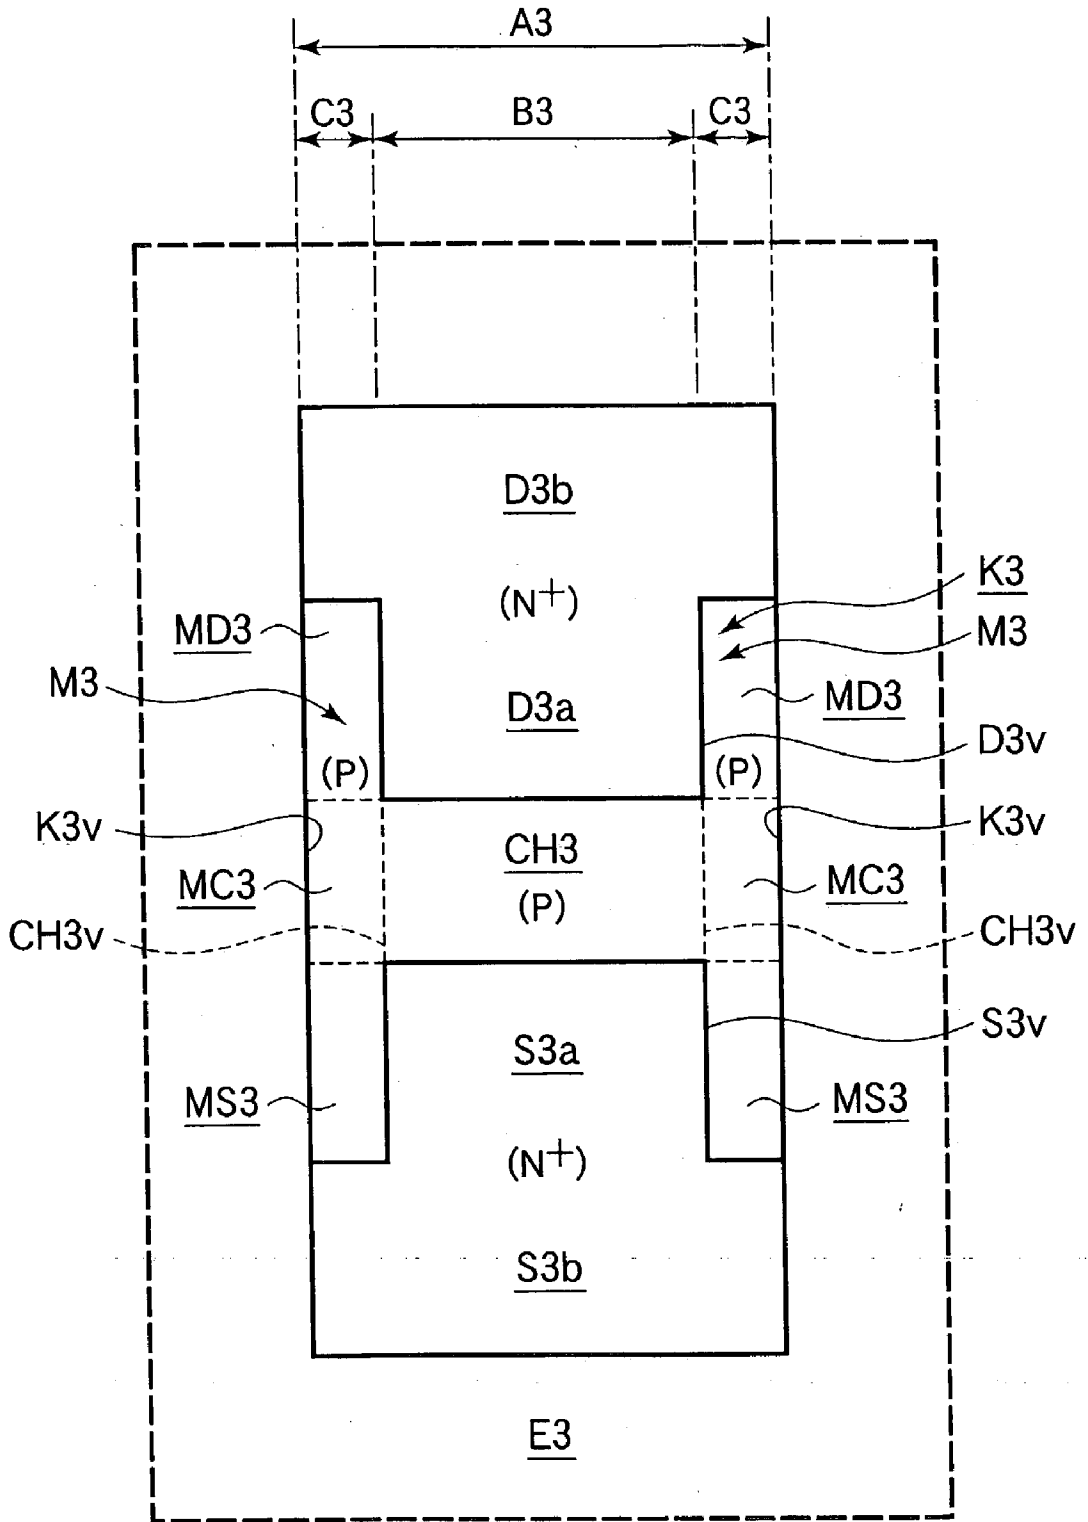 A3
C3 B3 C3
D3b
(N+)
K3
MD3
M3
M3
D3a
MD3
D3v
(P)
(P)
K3v
K3v
CH3
MC3
MC3
(P)
CH3v
CH3v
S3v
S3a
MS3
MS3
(N+)
S3b
E3